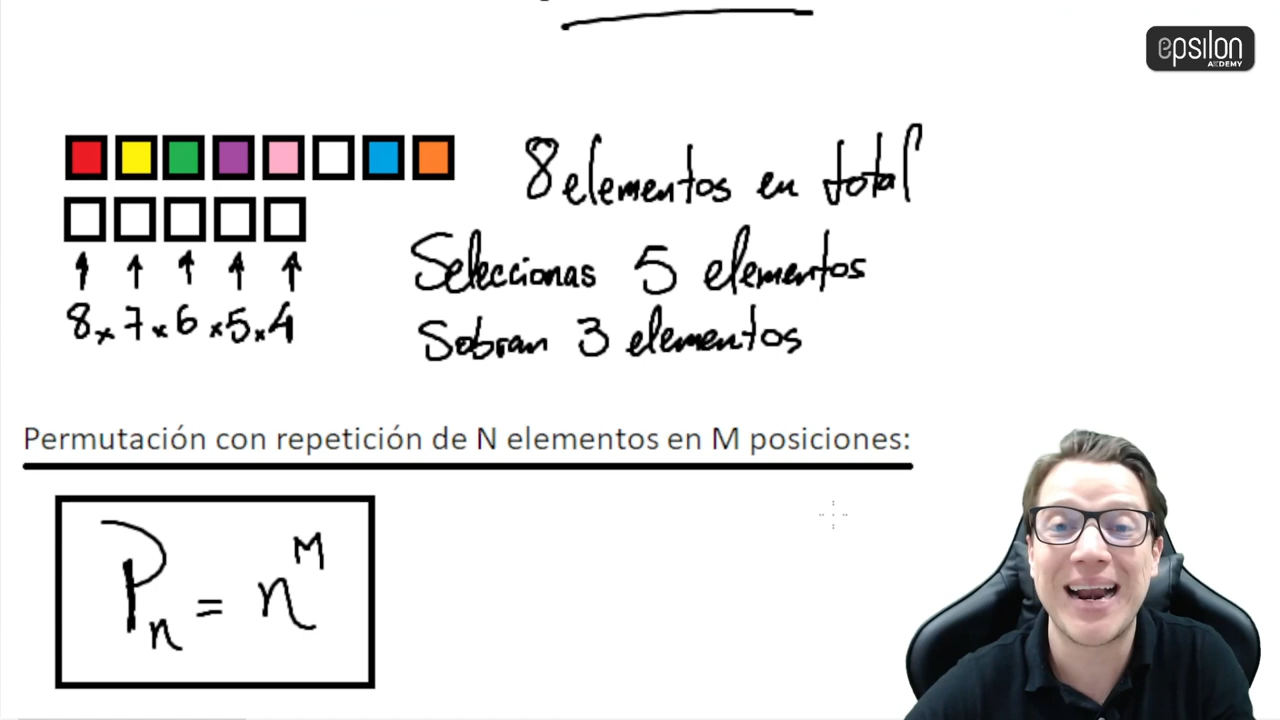 epsilon
AKDEMY
8 elementos en total
Seleccionas 5 elementos
8 x 7 x 6 x 5 x 4
Sobran 3 elementos
Permutación con repetición de N elementos en M posiciones:
Pn = n^M